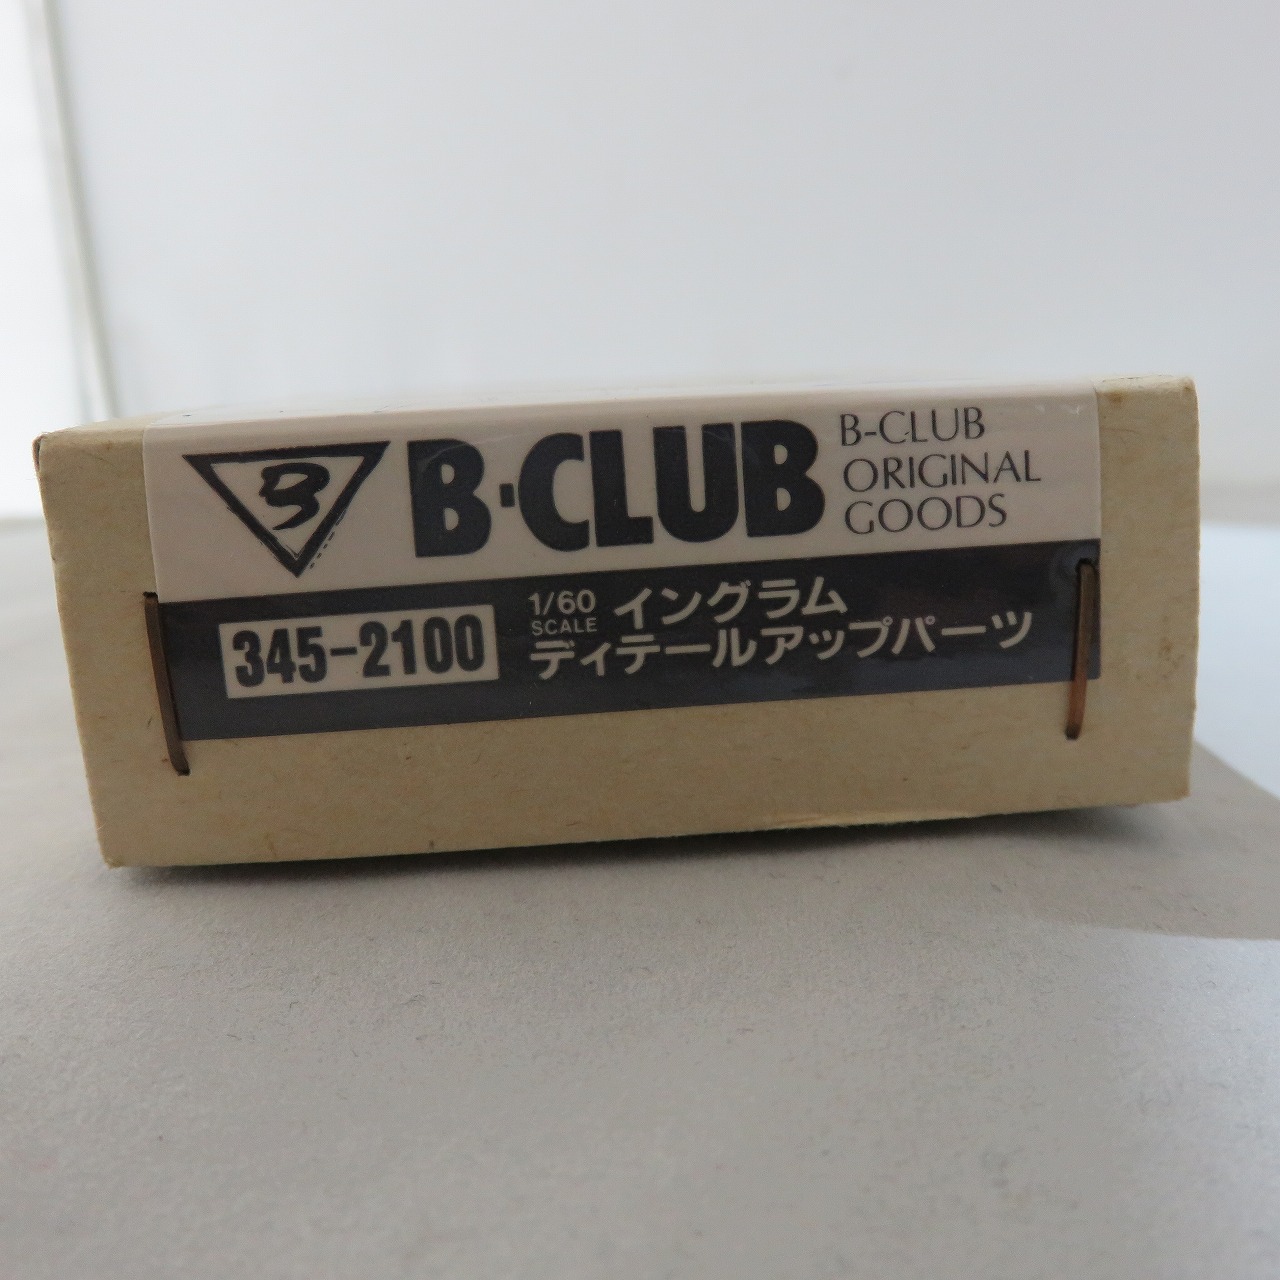 B
B-CLUB
B-CLUB
ORIGINAL
GOODS
345-2100
1/60
SCALE
イングラム
ディテールアップパーツ